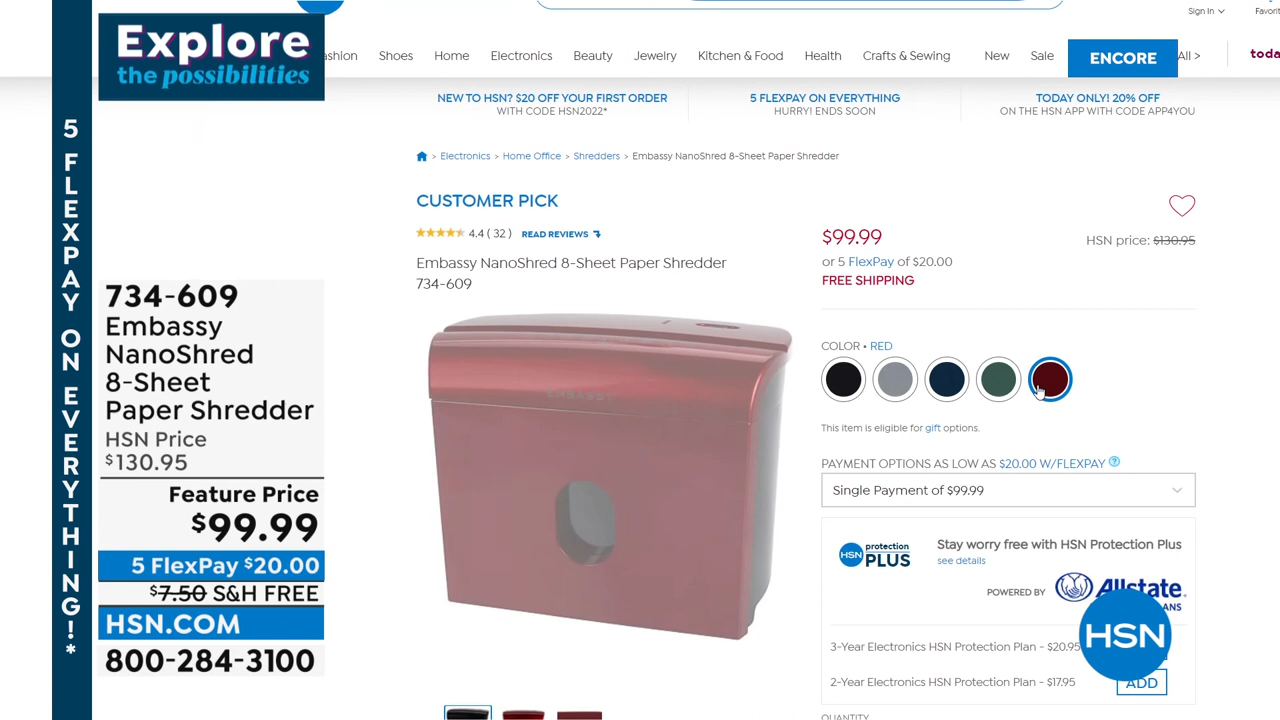 Explore
the possibilities
5 FLEXPAY ON EVERYTHING!*
734-609
Embassy
NanoShred
8-Sheet
Paper Shredder
HSN Price
$130.95
Feature Price
$99.99
5 FlexPay $20.00
$7.50 S&H FREE
HSN.COM
800-284-3100
Sign In
Shoes
Home
Electronics
Beauty
Jewelry
Kitchen & Food
Health
Crafts & Sewing
New
Sale
ENCORE
All >
NEW TO HSN? $20 OFF YOUR FIRST ORDER
WITH CODE HSN2022*
5 FLEXPAY ON EVERYTHING
HURRY! ENDS SOON
TODAY ONLY! 20% OFF
ON THE HSN APP WITH CODE APP4YOU
> Electronics > Home Office > Shredders > Embassy NanoShred 8-Sheet Paper Shredder
CUSTOMER PICK
4.4 ( 32 ) READ REVIEWS
Embassy NanoShred 8-Sheet Paper Shredder
734-609
EMBASSY
$99.99
HSN price: $130.95
or 5 FlexPay of $20.00
FREE SHIPPING
COLOR • RED
This item is eligible for gift options.
PAYMENT OPTIONS AS LOW AS $20.00 W/FLEXPAY ?
Single Payment of $99.99
HSN protection PLUS
Stay worry free with HSN Protection Plus
see details
POWERED BY Allstate
3-Year Electronics HSN Protection Plan - $20.95
HSN
2-Year Electronics HSN Protection Plan - $17.95
ADD
QUANTITY